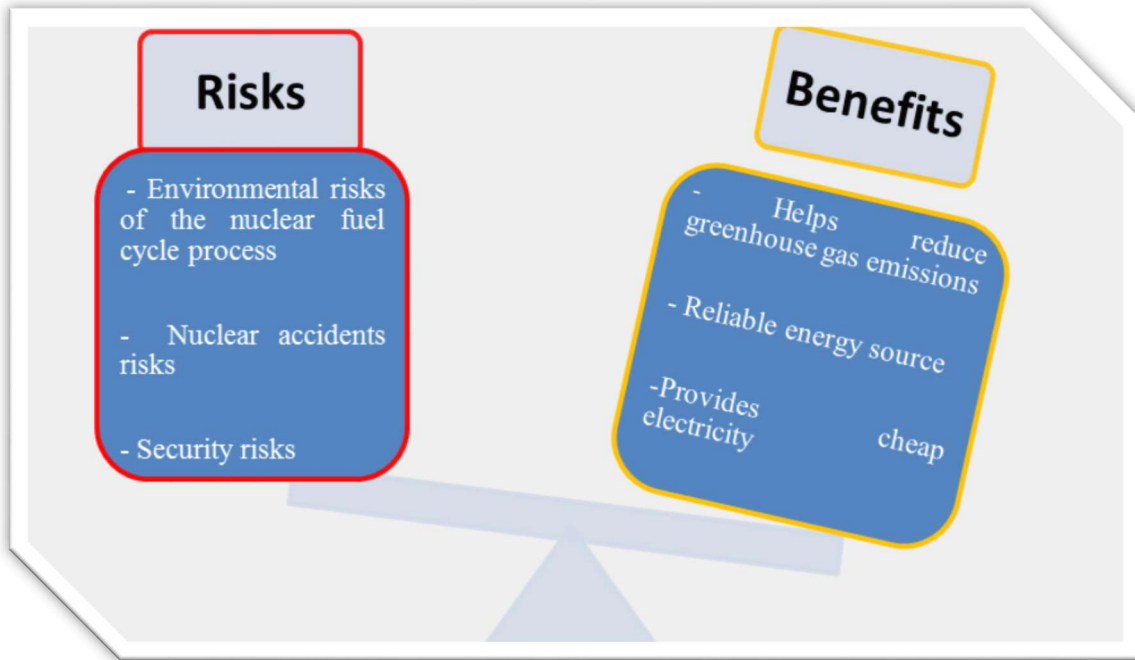 Risks
- Environmental risks
of the nuclear fuel
cycle process
- Nuclear accidents
risks
- Security risks
Benefits
- Helps reduce
greenhouse gas emissions
- Reliable energy source
-Provides cheap
electricity